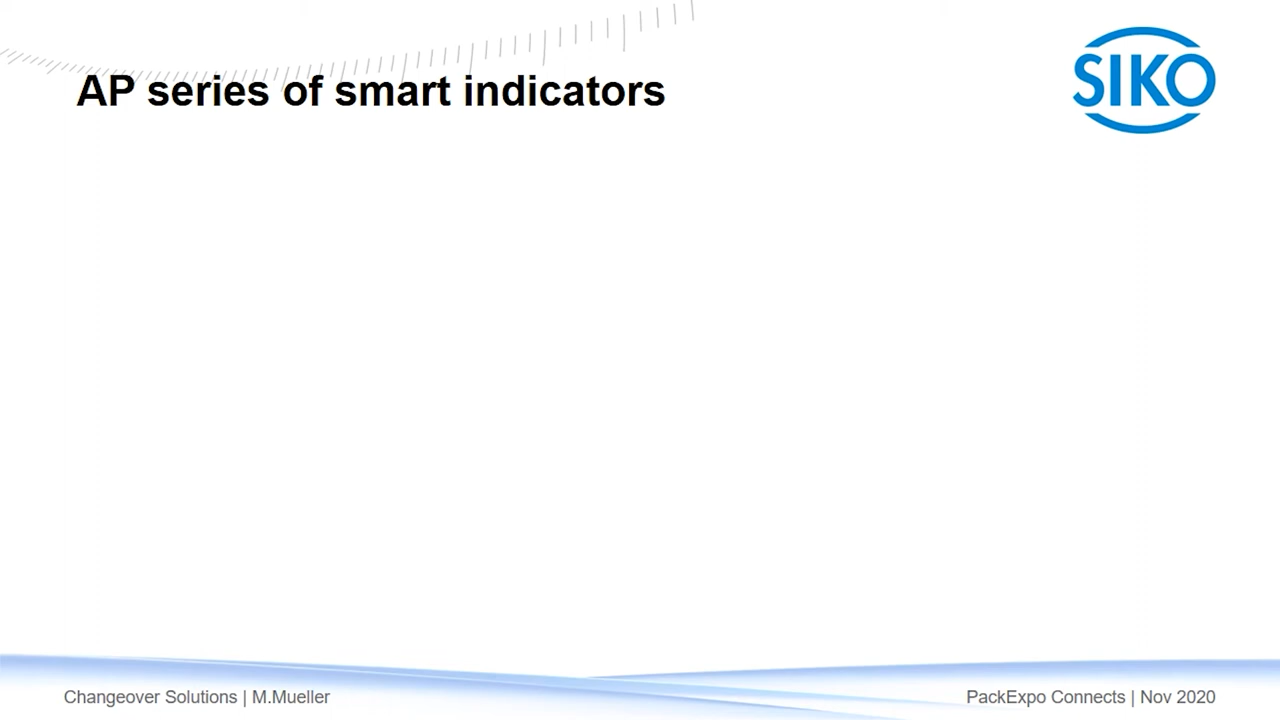 AP series of smart indicators
SIKO
Changeover Solutions | M.Mueller
PackExpo Connects | Nov 2020